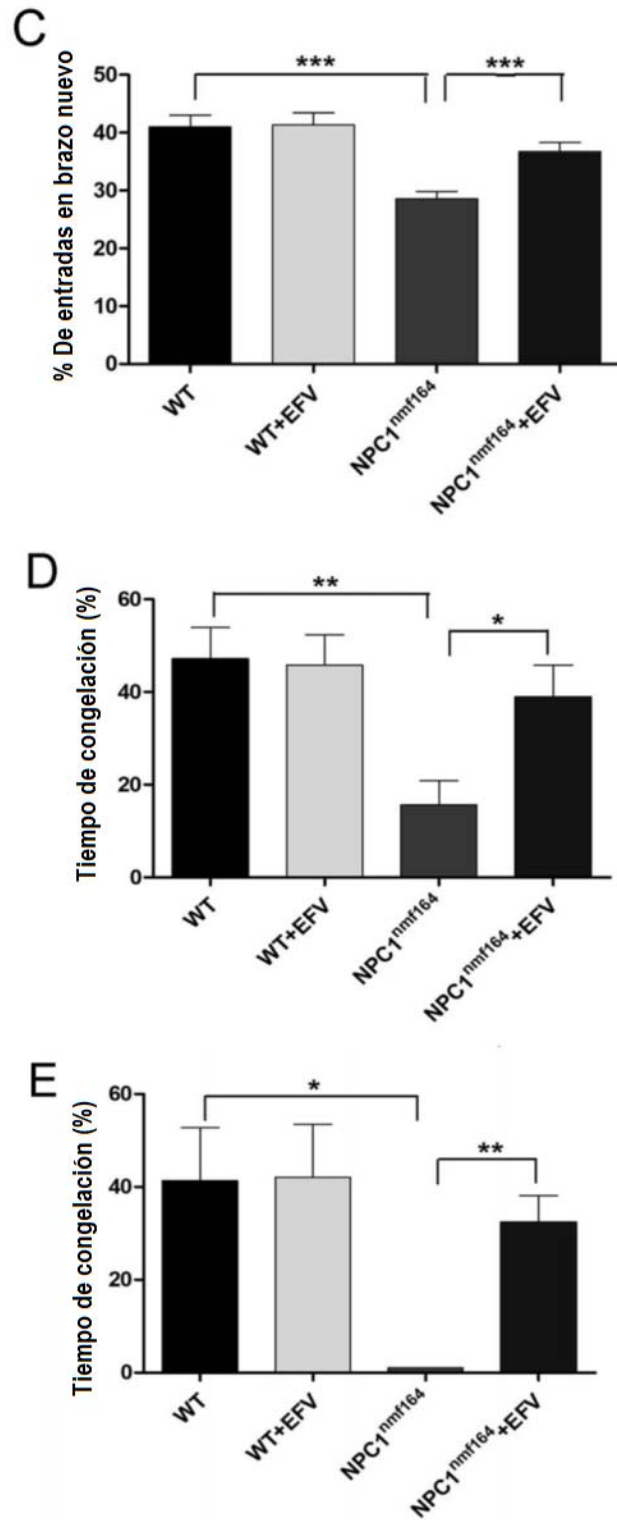 C
% De entradas en brazo nuevo
50
40
30
20
10
0
***
***
WT
WT+EFV
NPC1nmf164
NPC1nmf164+EFV
D
Tiempo de congelación (%)
60
40
20
0
**
*
WT
WT+EFV
NPC1nmf164
NPC1nmf164+EFV
E
Tiempo de congelación (%)
60
40
20
0
*
**
WT
WT+EFV
NPC1nmf164
NPC1nmf164+EFV